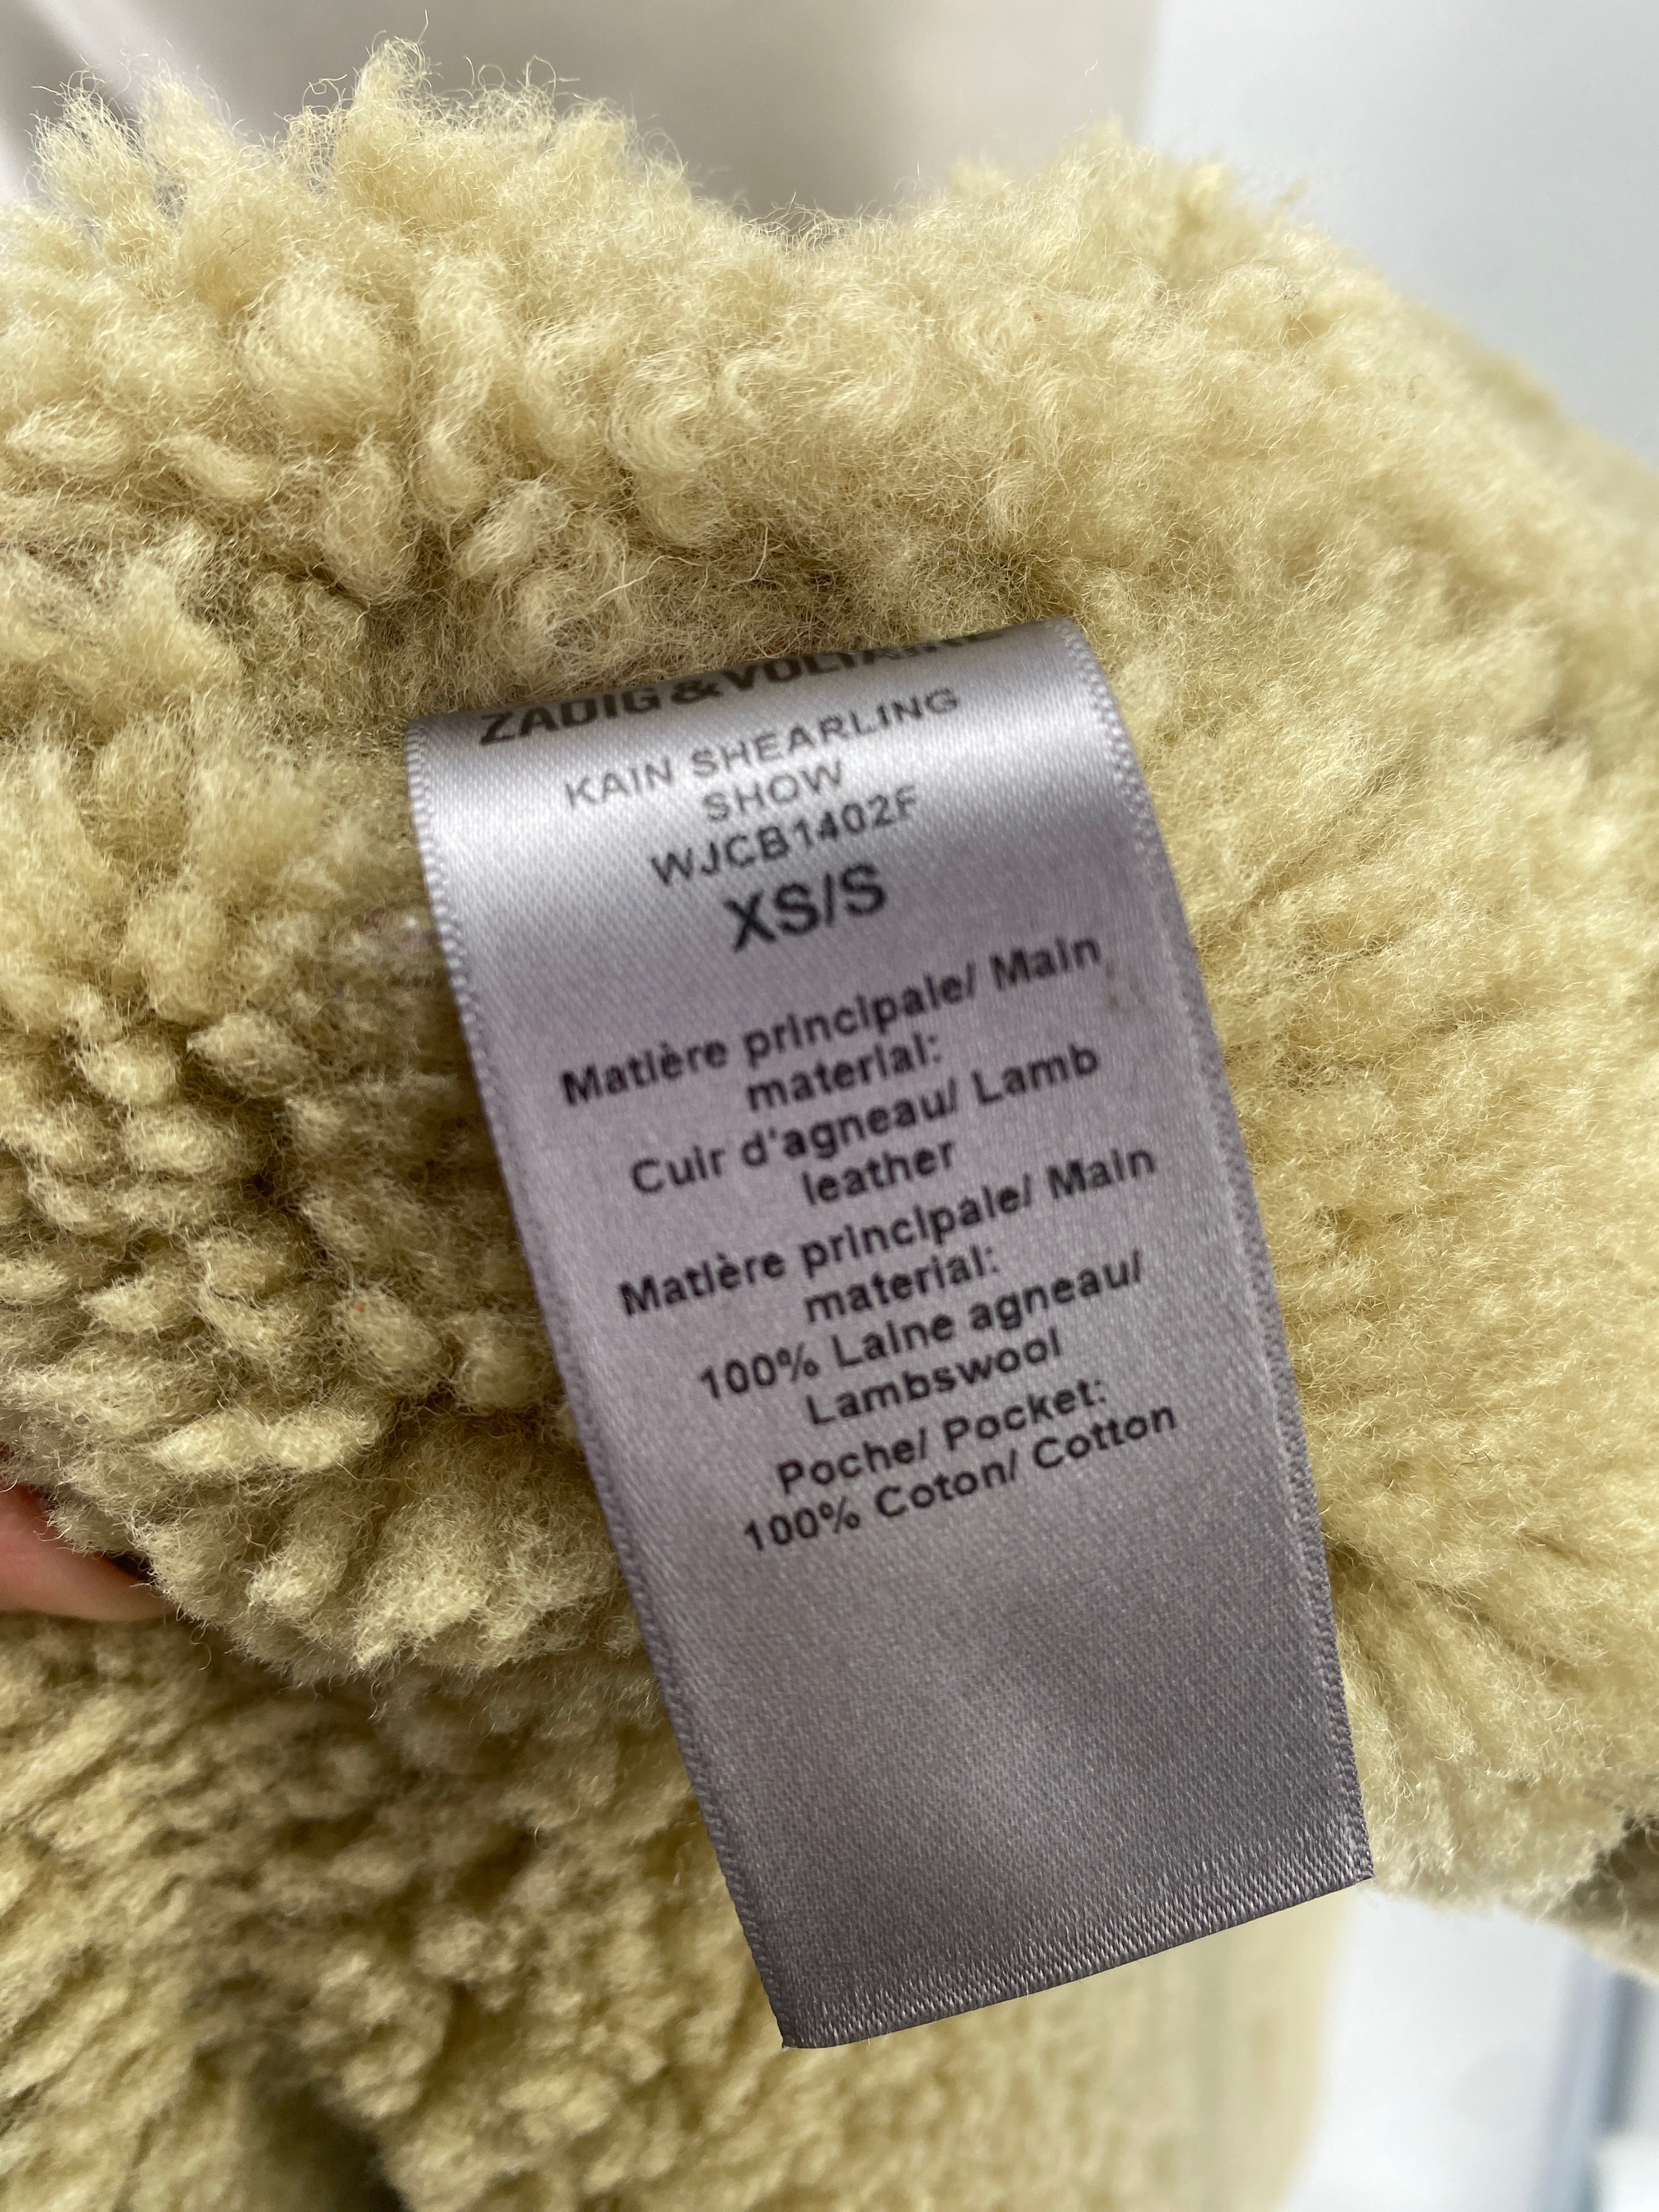 ZADIG&VOLTAIRE
KAIN SHEARLING
SHOW
WJCB1402F
XS/S
Matière principale/ Main
material:
Cuir d'agneau/ Lamb
leather
Matière principale/ Main
material:
100% Laine agneau/
Lambswool
Poche/ Pocket:
100% Coton/ Cotton